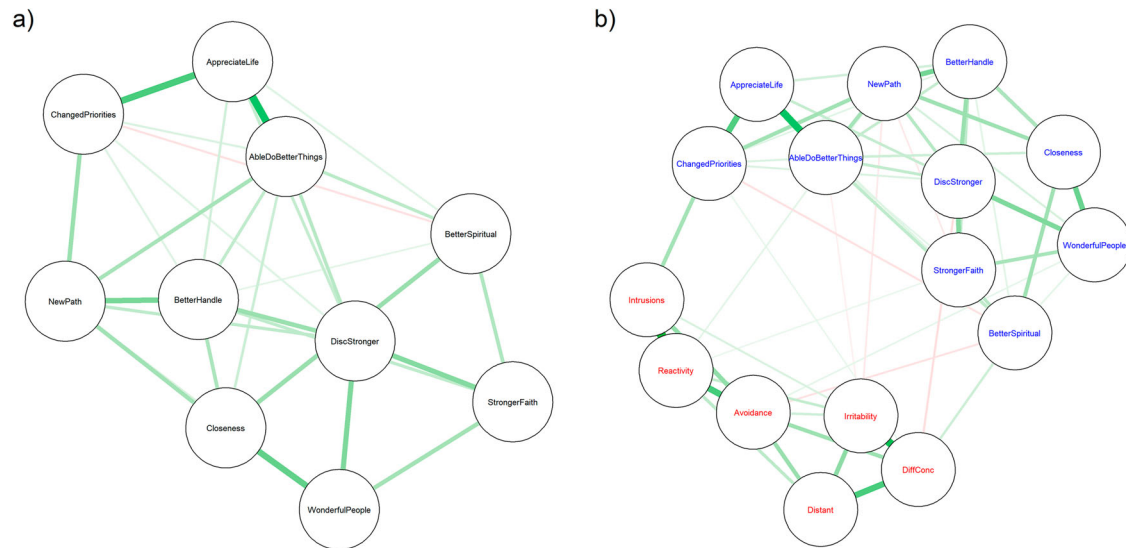 a)
AppreciateLife
ChangedPriorities
AbleDoBetterThings
BetterSpiritual
NewPath
BetterHandle
DiscStronger
StrongerFaith
Closeness
WonderfulPeople
b)
BetterHandle
AppreciateLife
NewPath
Closeness
ChangedPriorities
AbleDoBetterThings
DiscStronger
WonderfulPeople
StrongerFaith
Intrusions
BetterSpiritual
Reactivity
Avoidance
Irritability
DiffConc
Distant